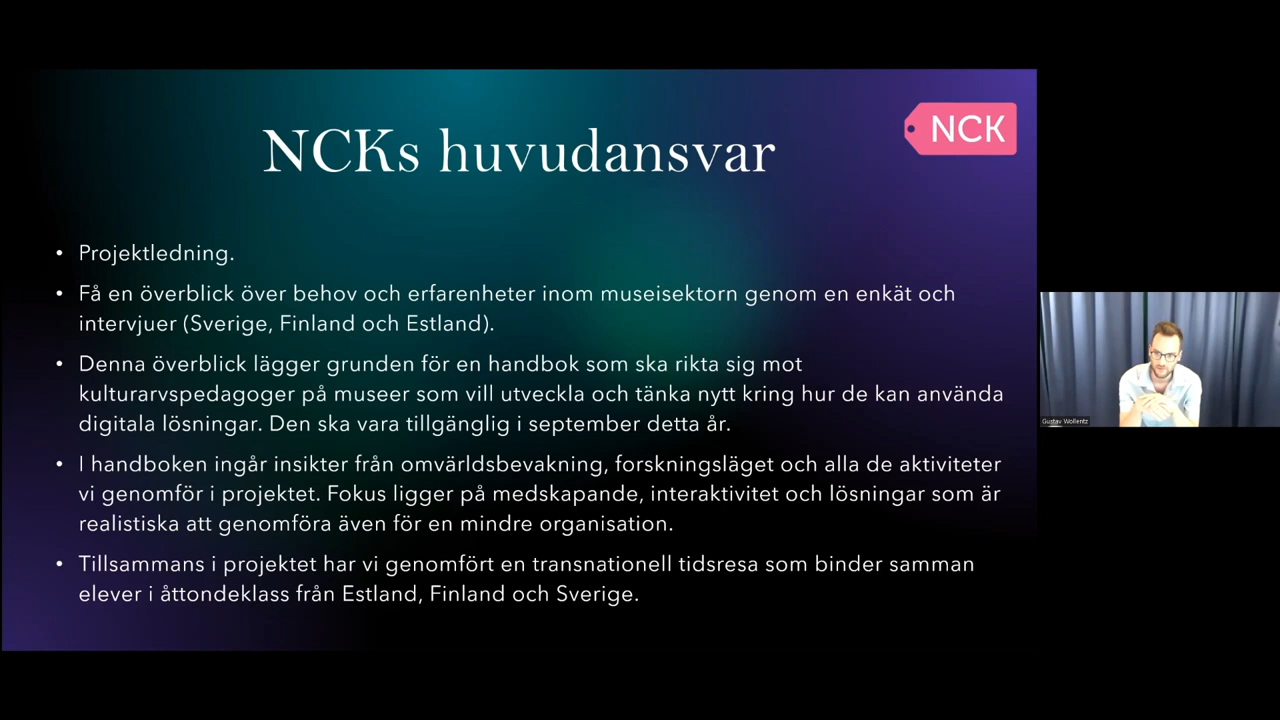 NCKs huvudansvar
NCK
• Projektledning.
• Få en överblick över behov och erfarenheter inom museisektorn genom en enkät och
intervjuer (Sverige, Finland och Estland).
• Denna överblick lägger grunden för en handbok som ska rikta sig mot
kulturarvspedagoger på museer som vill utveckla och tänka nytt kring hur de kan använda
digitala lösningar. Den ska vara tillgänglig i september detta år.
• I handboken ingår insikter från omvärldsbevakning, forskningsläget och alla de aktiviteter
vi genomför i projektet. Fokus ligger på medskapande, interaktivitet och lösningar som är
realistiska att genomföra även för en mindre organisation.
• Tillsammans i projektet har vi genomfört en transnationell tidsresa som binder samman
elever i åttondeklass från Estland, Finland och Sverige.
Gustav Wollentz